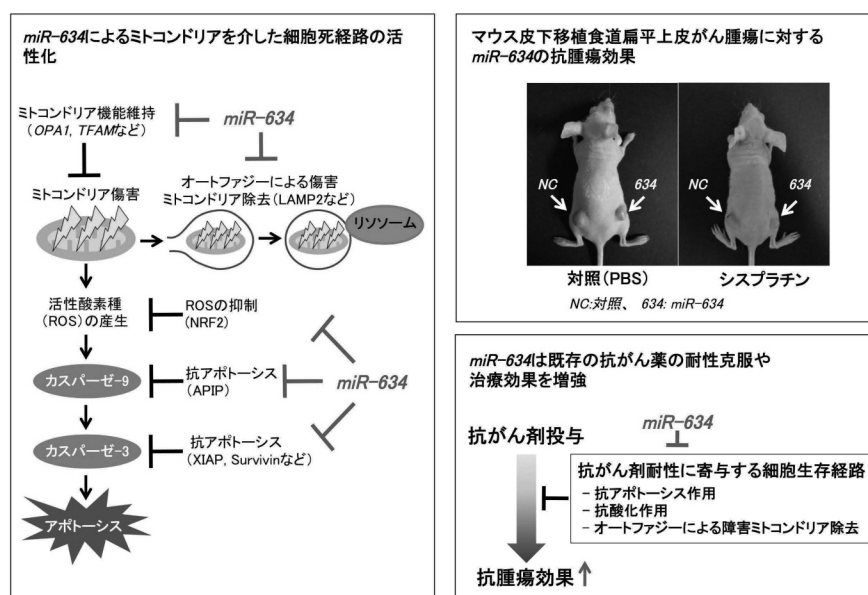 miR-634によるミトコンドリアを介した細胞死経路の活
性化
ミトコンドリア機能維持
（OPA1, TFAMなど）
miR-634
ミトコンドリア傷害
オートファジーによる傷害
ミトコンドリア除去（LAMP2など）
リソソーム
活性酸素種
（ROS）の産生
ROSの抑制
（NRF2）
カスパーゼ-9
抗アポトーシス
（APIP）
miR-634
カスパーゼ-3
抗アポトーシス
（XIAP, Survivinなど）
アポトーシス
マウス皮下移植食道扁平上皮がん腫瘍に対する
miR-634の抗腫瘍効果
NC
634
NC
634
対照（PBS）
シスプラチン
NC:対照、 634: miR-634
miR-634は既存の抗がん薬の耐性克服や
治療効果を増強
miR-634
抗がん剤投与
抗がん剤耐性に寄与する細胞生存経路
– 抗アポトーシス作用
– 抗酸化作用
– オートファジーによる障害ミトコンドリア除去
抗腫瘍効果